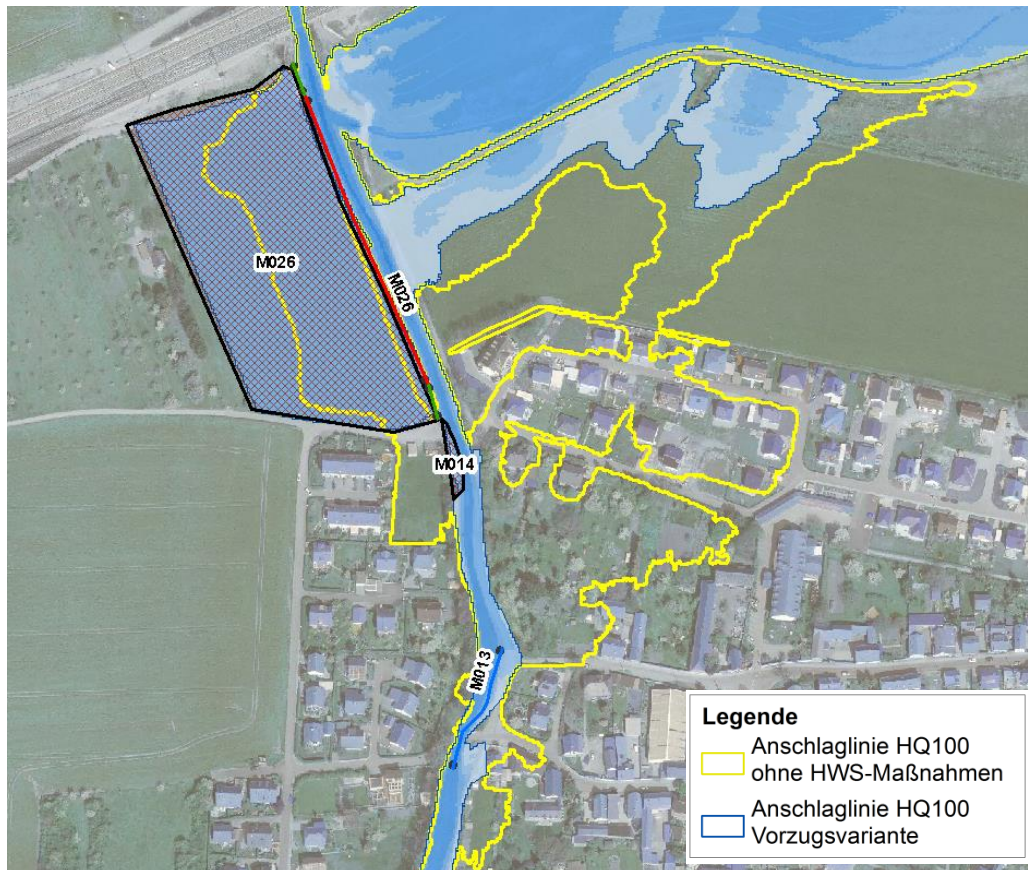 M026
M026
M014
M013
Legende
Anschlaglinie HQ100
ohne HWS-Maßnahmen
Anschlaglinie HQ100
Vorzugsvariante